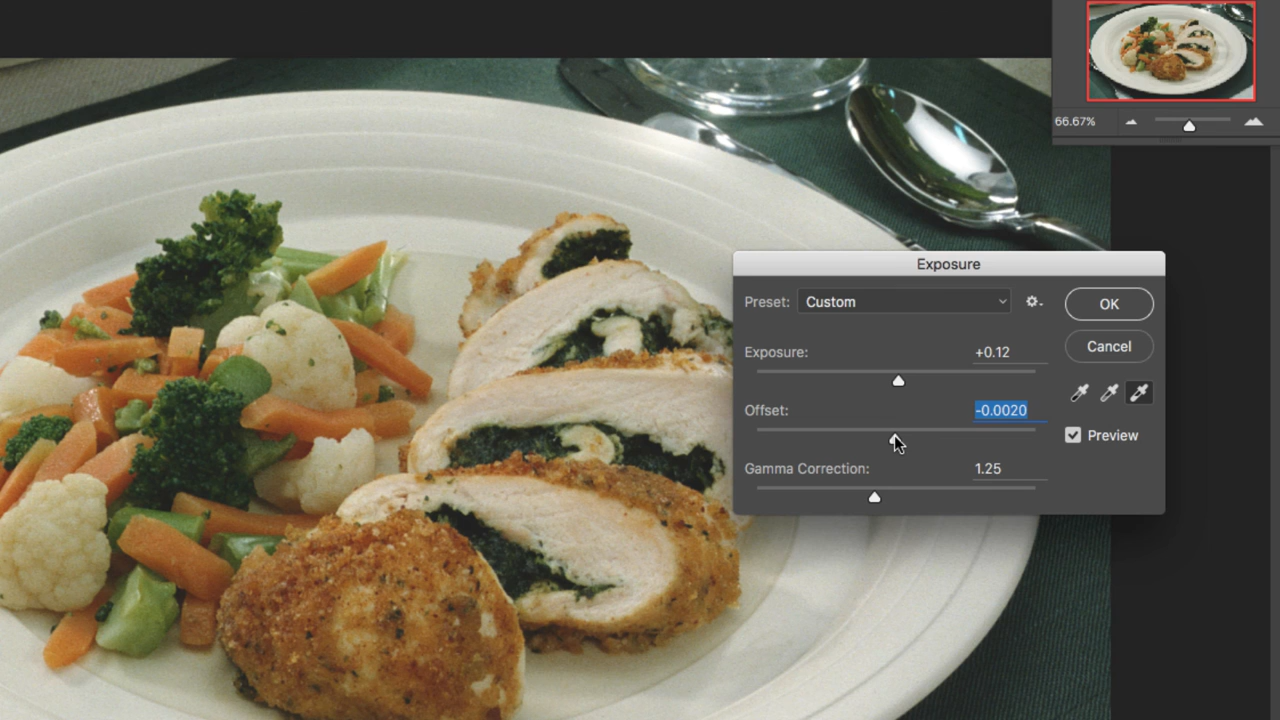 66.67%
Exposure
Preset: Custom
OK
Exposure: +0.12
Cancel
Offset: -0.0020
Preview
Gamma Correction: 1.25